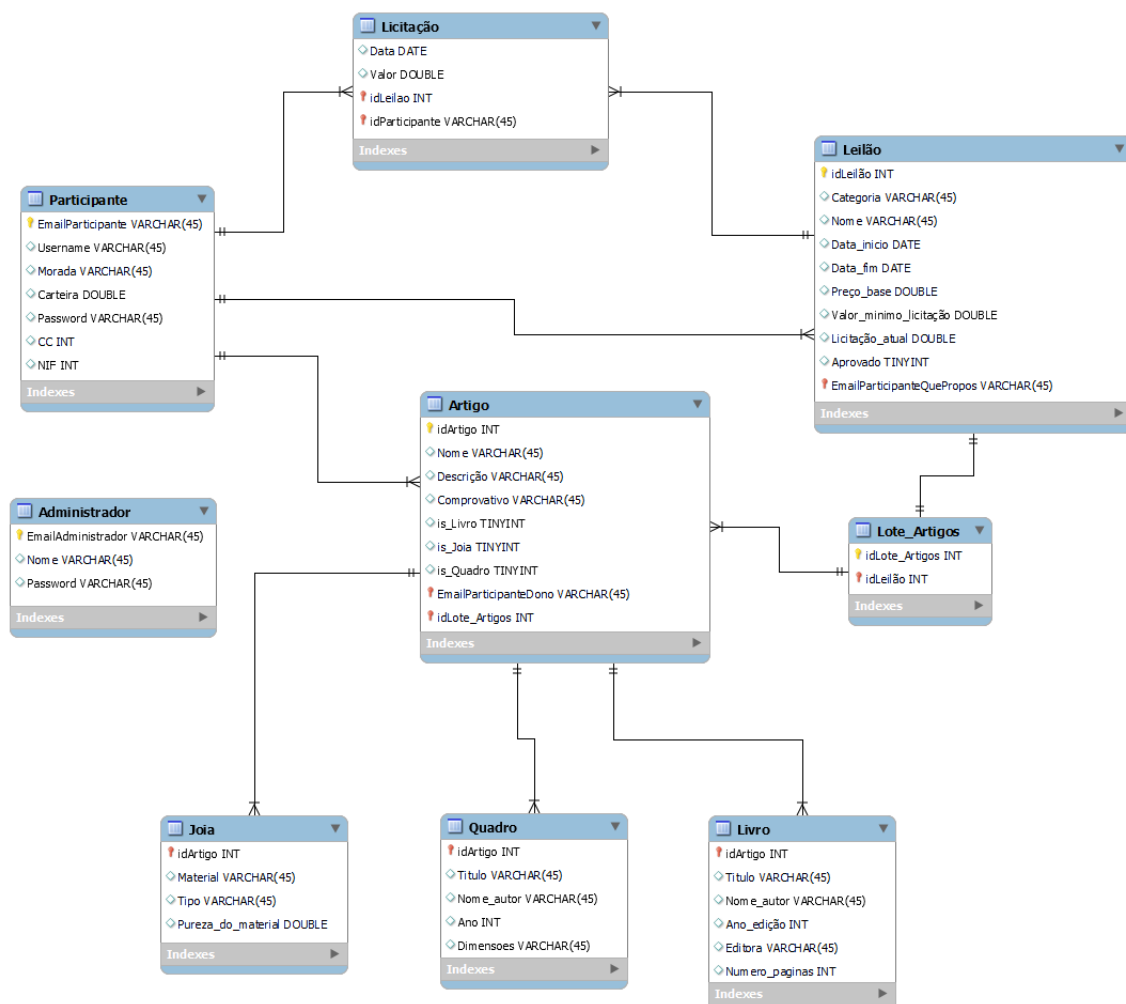 Licitação
Data DATE
Valor DOUBLE
idLeilao INT
idParticipante VARCHAR(45)
Indexes
Leilão
idLeilão INT
Categoria VARCHAR(45)
Nome VARCHAR(45)
Data_inicio DATE
Data_fim DATE
Preço_base DOUBLE
Valor_minimo_licitação DOUBLE
Licitação_atual DOUBLE
Aprovado TINYINT
EmailParticipanteQuePropos VARCHAR(45)
Indexes
Participante
EmailParticipante VARCHAR(45)
Username VARCHAR(45)
Morada VARCHAR(45)
Carteira DOUBLE
Password VARCHAR(45)
CC INT
NIF INT
Indexes
Artigo
idArtigo INT
Nome VARCHAR(45)
Descrição VARCHAR(45)
Comprovativo VARCHAR(45)
is_Livro TINYINT
is_Joia TINYINT
is_Quadro TINYINT
EmailParticipanteDono VARCHAR(45)
idLote_Artigos INT
Indexes
Administrador
EmailAdministrador VARCHAR(45)
Nome VARCHAR(45)
Password VARCHAR(45)
Indexes
Lote_Artigos
idLote_Artigos INT
idLeilão INT
Indexes
Joia
idArtigo INT
Material VARCHAR(45)
Tipo VARCHAR(45)
Pureza_do_material DOUBLE
Indexes
Quadro
idArtigo INT
Titulo VARCHAR(45)
Nome_autor VARCHAR(45)
Ano INT
Dimensoes VARCHAR(45)
Indexes
Livro
idArtigo INT
Titulo VARCHAR(45)
Nome_autor VARCHAR(45)
Ano_edição INT
Editora VARCHAR(45)
Numero_paginas INT
Indexes